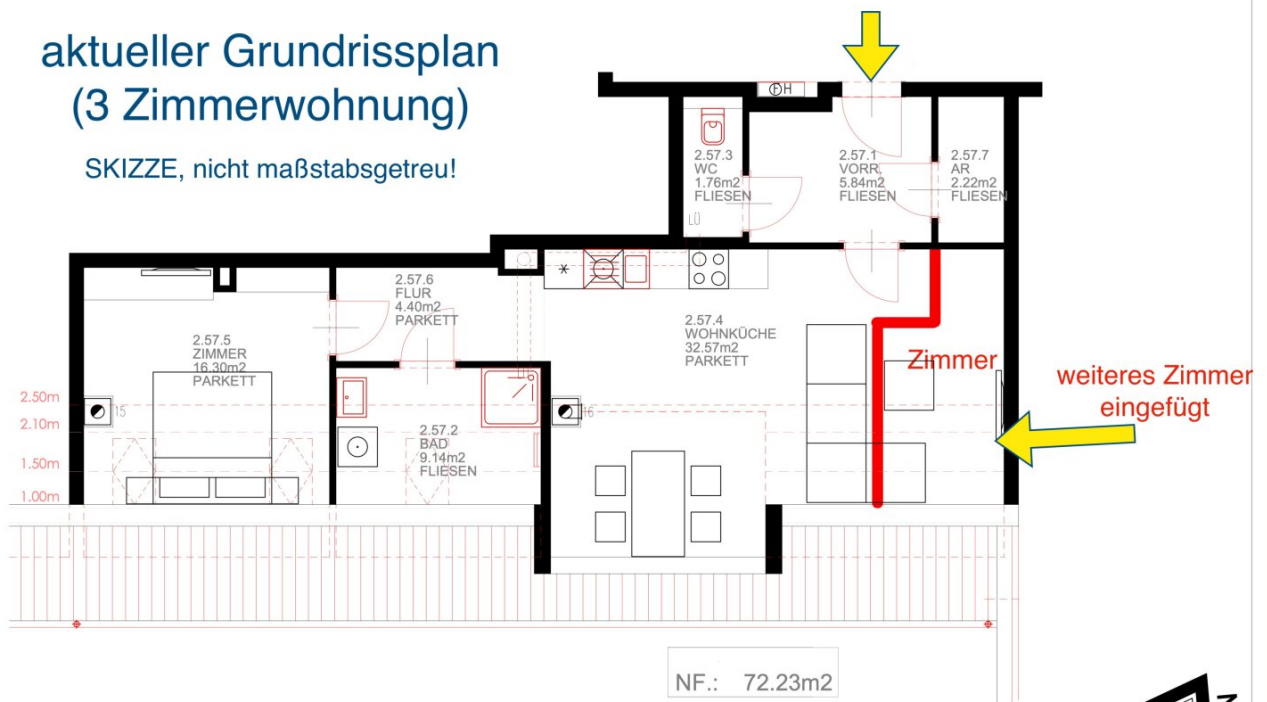 aktueller Grundrissplan
(3 Zimmerwohnung)
SKIZZE, nicht maßstabsgetreu!
FH
2.57.3
WC
1.76m2
FLIESEN
2.57.1
VORR.
5.84m2
FLIESEN
2.57.7
AR
2.22m2
FLIESEN
LÜ
2.57.6
FLUR
4.40m2
PARKETT
2.57.5
ZIMMER
16.30m2
PARKETT
2.57.4
WOHNKÜCHE
32.57m2
PARKETT
Zimmer
weiteres Zimmer
eingefügt
2.50m
2.10m
1.50m
1.00m
15
16
2.57.2
BAD
9.14m2
FLIESEN
NF.: 72.23m2
N